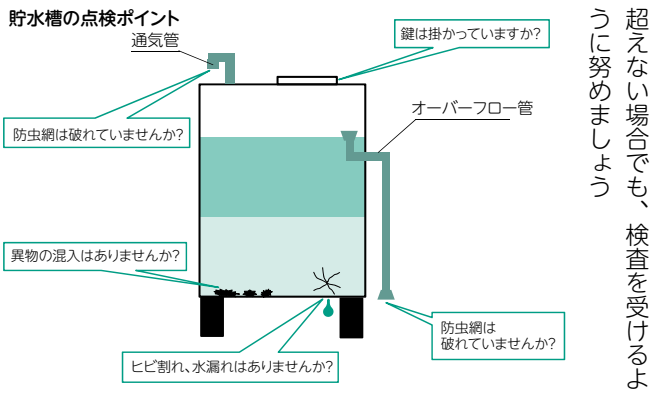 超えない場合でも、検査を受けるよ
うに努めましょう
貯水槽の点検ポイント
通気管
鍵は掛かっていますか?
オーバーフロー管
防虫網は破れていませんか?
異物の混入はありませんか?
防虫網は
破れていませんか?
ヒビ割れ、水漏れはありませんか?